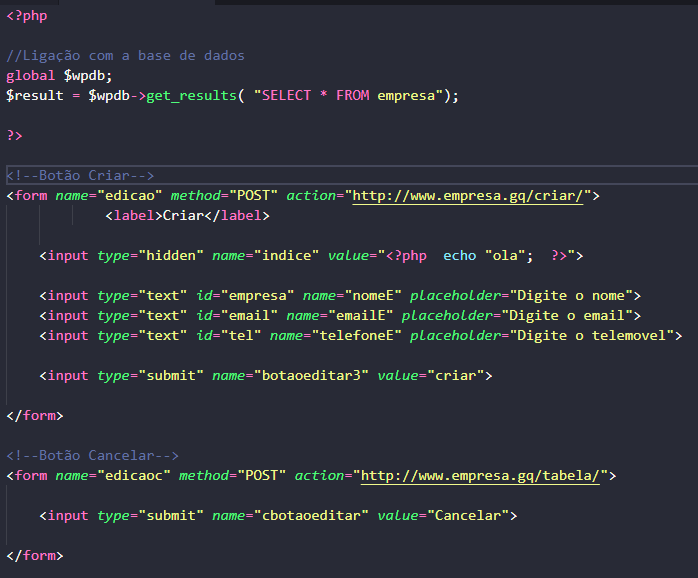 <?php
//Ligação com a base de dados
global $wpdb;
$result = $wpdb->get_results( "SELECT * FROM empresa");
?>
<!--Botão Criar-->
<form name="edicao" method="POST" action="http://www.empresa.gq/criar/">
<label>Criar</label>
<input type="hidden" name="indice" value="<?php  echo "ola";  ?>">
<input type="text" id="empresa" name="nomeE" placeholder="Digite o nome">
<input type="text" id="email" name="emailE" placeholder="Digite o email">
<input type="text" id="tel" name="telefoneE" placeholder="Digite o telemovel">
<input type="submit" name="botaoeditar3" value="criar">
</form>
<!--Botão Cancelar-->
<form name="edicaoc" method="POST" action="http://www.empresa.gq/tabela/">
<input type="submit" name="cbotaoeditar" value="Cancelar">
</form>